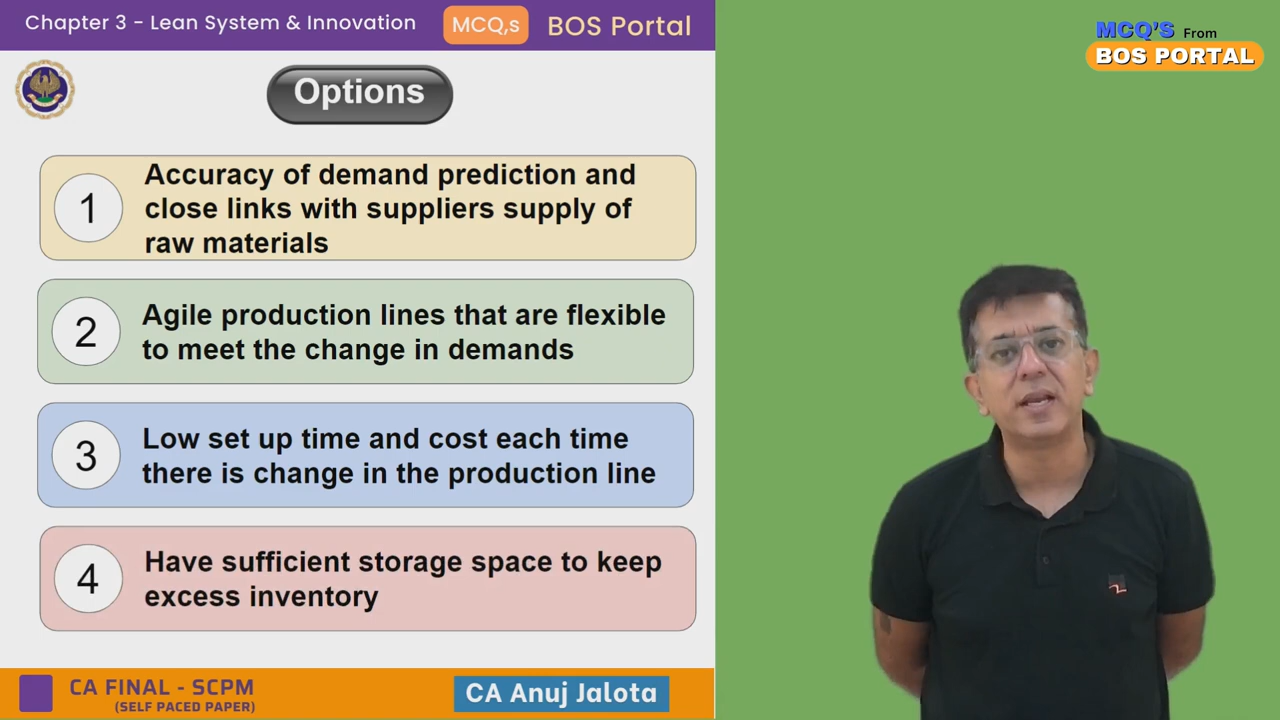 Chapter 3 - Lean System & Innovation
MCQ,s
BOS Portal
MCQ'S From
BOS PORTAL
Options
1
Accuracy of demand prediction and
close links with suppliers supply of
raw materials
2
Agile production lines that are flexible
to meet the change in demands
3
Low set up time and cost each time
there is change in the production line
4
Have sufficient storage space to keep
excess inventory
CA FINAL - SCPM
(SELF PACED PAPER)
CA Anuj Jalota